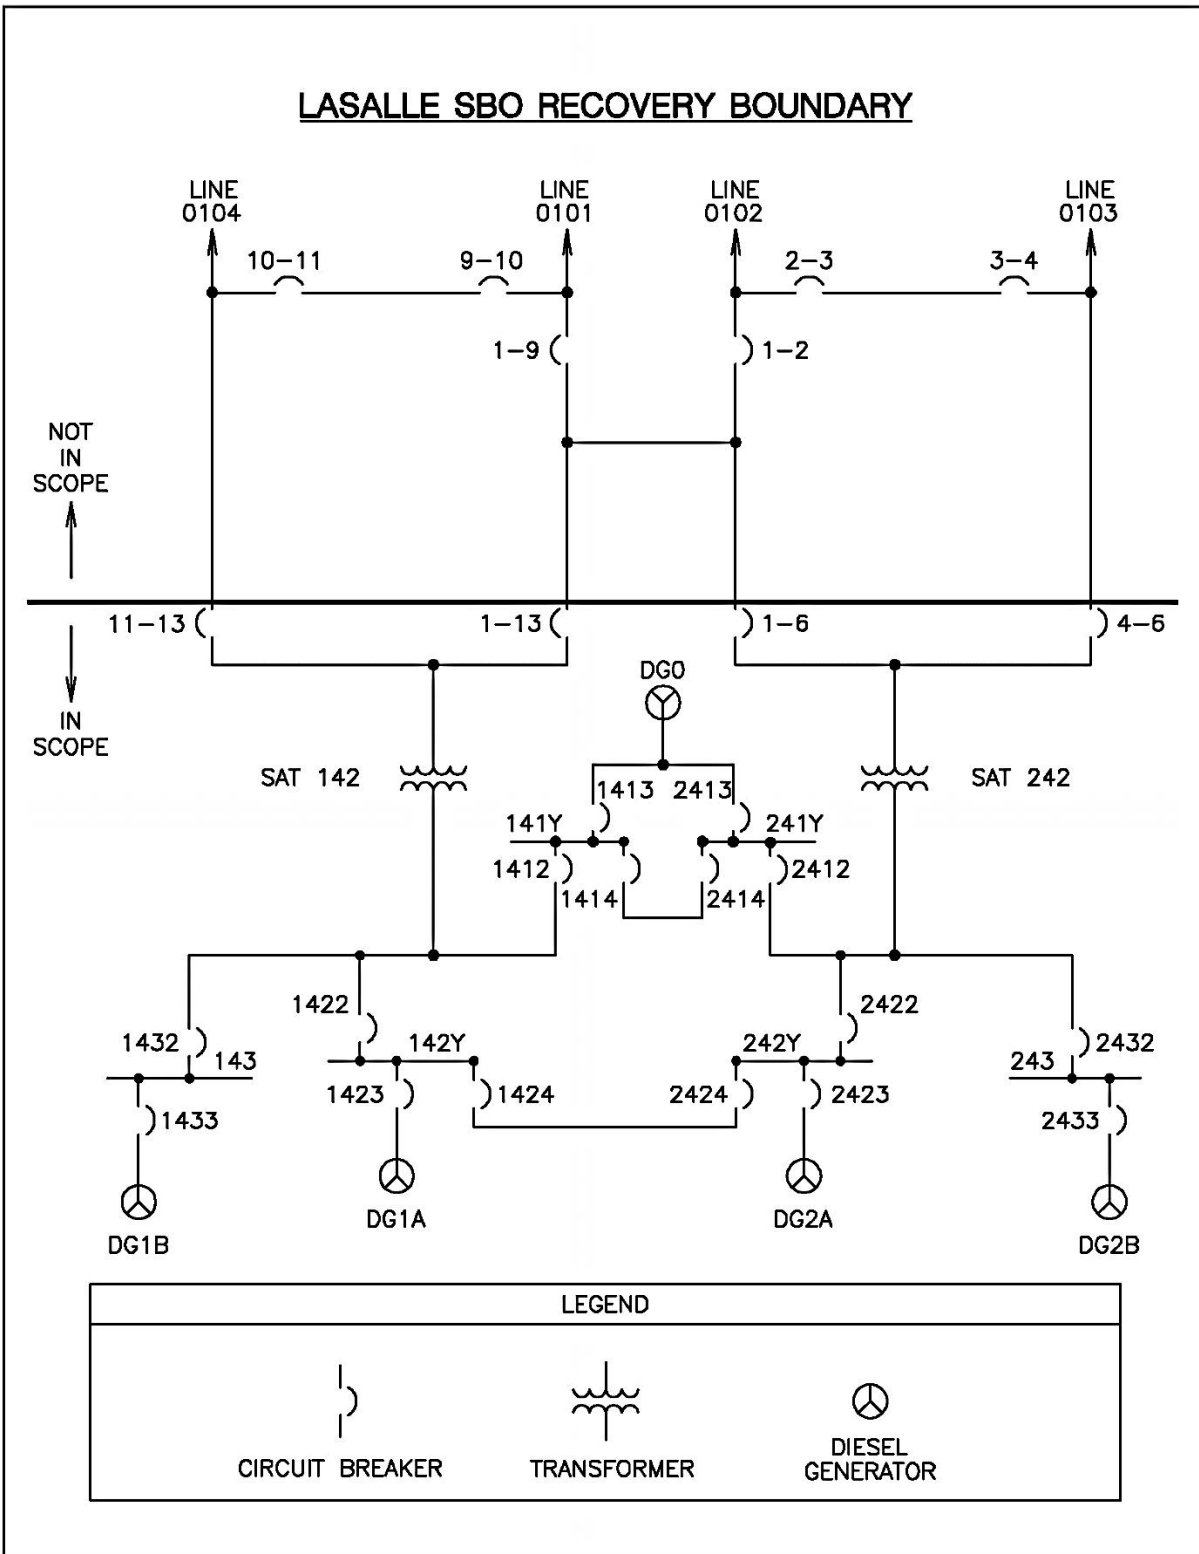 LASALLE SBO RECOVERY BOUNDARY
LINE LINE LINE LINE
0104 0101 0102 0103
10-11 9-10 2-3 3-4
1-9 1-2
NOT
IN
SCOPE
11-13 1-13 1-6 4-6
DG0
IN
SCOPE
SAT 142 SAT 242
1413 2413
141Y 241Y
1412 2412
1414 2414
1422 2422
1432 143 142Y 242Y 243 2432
1423 1424 2424 2423
1433 2433
DG1A DG2A
DG1B DG2B
LEGEND
CIRCUIT BREAKER
TRANSFORMER
DIESEL
GENERATOR